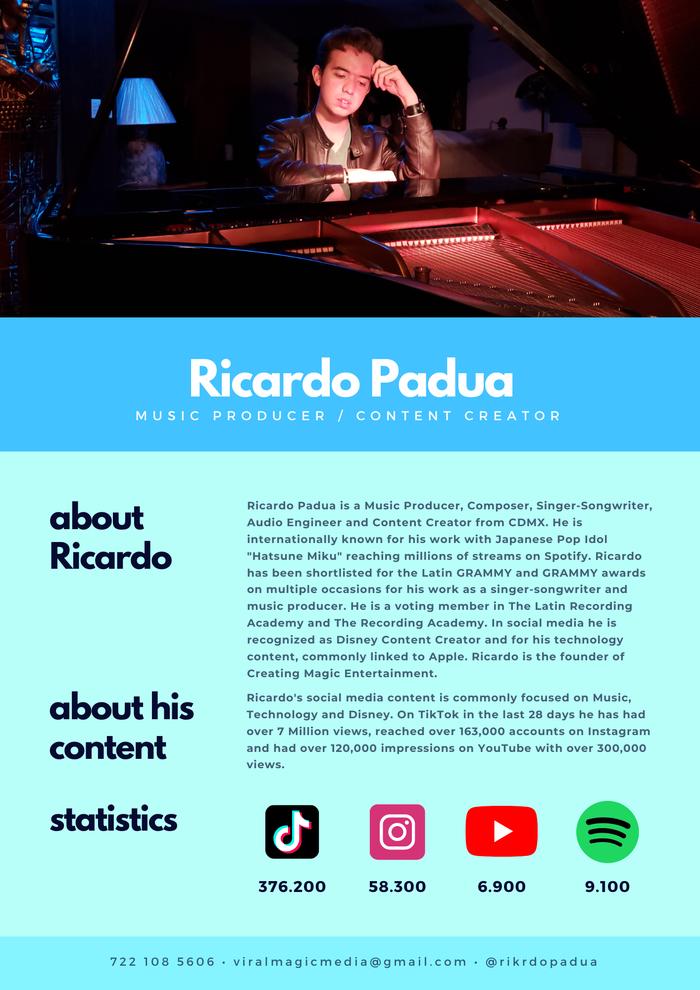 Ricardo Padua
MUSIC PRODUCER / CONTENT CREATOR
about
Ricardo
Ricardo Padua is a Music Producer, Composer, Singer-Songwriter,
Audio Engineer and Content Creator from CDMX. He is
internationally known for his work with Japanese Pop Idol
"Hatsune Miku" reaching millions of streams on Spotify. Ricardo
has been shortlisted for the Latin GRAMMY and GRAMMY awards
on multiple occasions for his work as a singer-songwriter and
music producer. He is a voting member in The Latin Recording
Academy and The Recording Academy. In social media he is
recognized as Disney Content Creator and for his technology
content, commonly linked to Apple. Ricardo is the founder of
Creating Magic Entertainment.
about his
content
Ricardo's social media content is commonly focused on Music,
Technology and Disney. On TikTok in the last 28 days he has had
over 7 Million views, reached over 163,000 accounts on Instagram
and had over 120,000 impressions on YouTube with over 300,000
views.
statistics
376.200 58.300 6.900 9.100
722 108 5606 • viralmagicmedia@gmail.com • @rikrdopadua